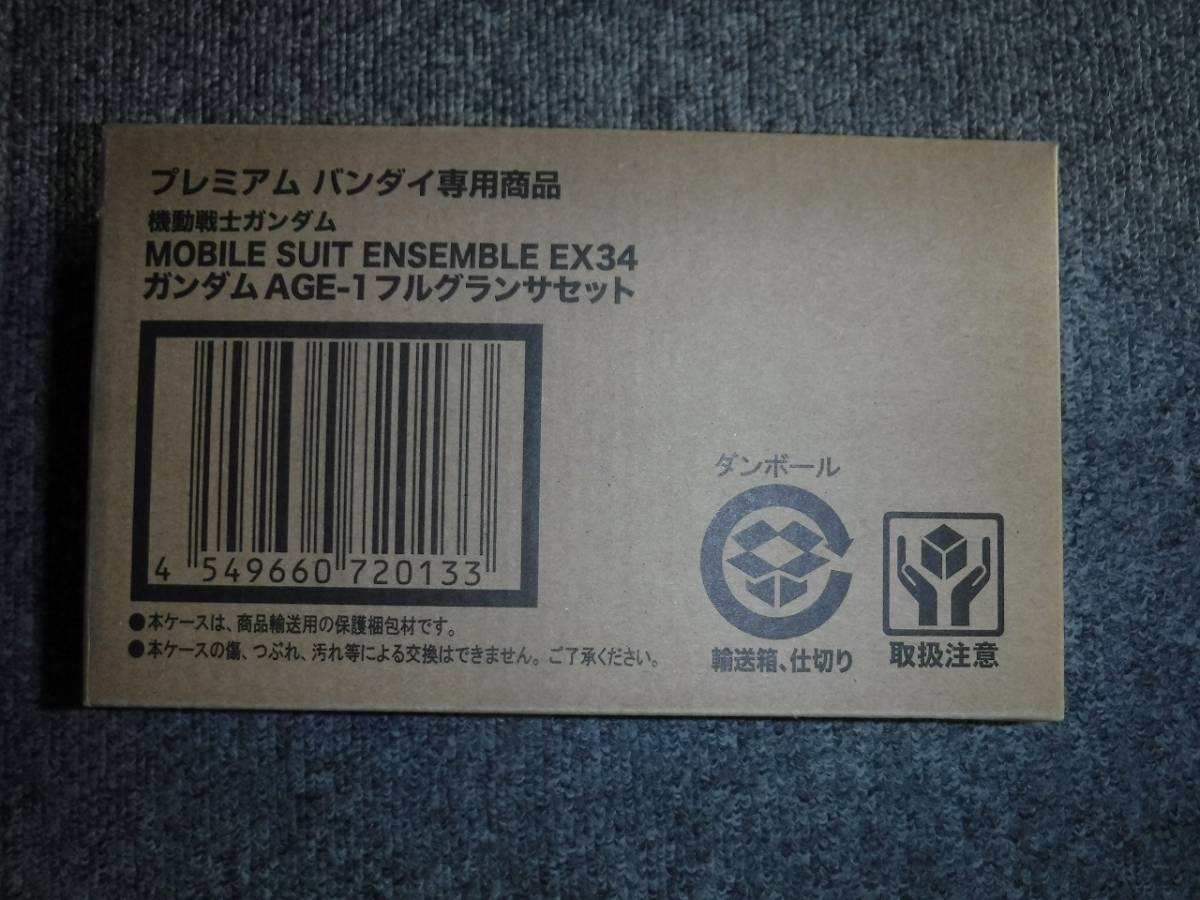 プレミアム バンダイ専用商品
機動戦士ガンダム
MOBILE SUIT ENSEMBLE EX34
ガンダムAGE-1フルグランサセット
4 549660 720133
●本ケースは、商品輸送用の保護梱包材です。
●本ケースの傷、つぶれ、汚れ等による交換はできません。ご了承ください。
ダンボール
輸送箱、仕切り
取扱注意